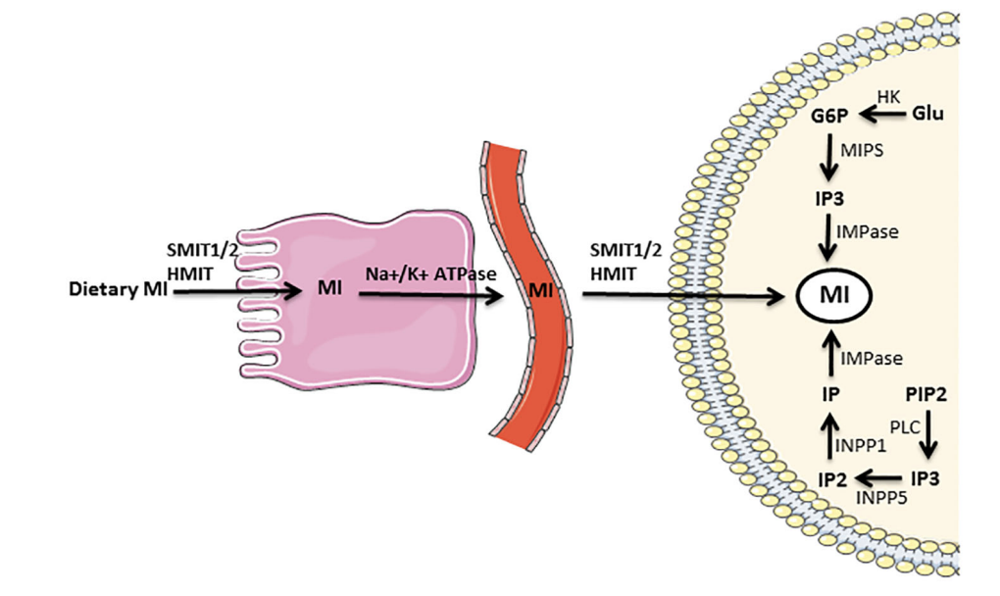 Dietary MI
SMIT1/2
HMIT
MI
Na+/K+ ATPase
MI
SMIT1/2
HMIT
Glu
HK
G6P
MIPS
IP3
IMPase
MI
IMPase
IP
PIP2
PLC
INPP1
IP2
IP3
INPP5